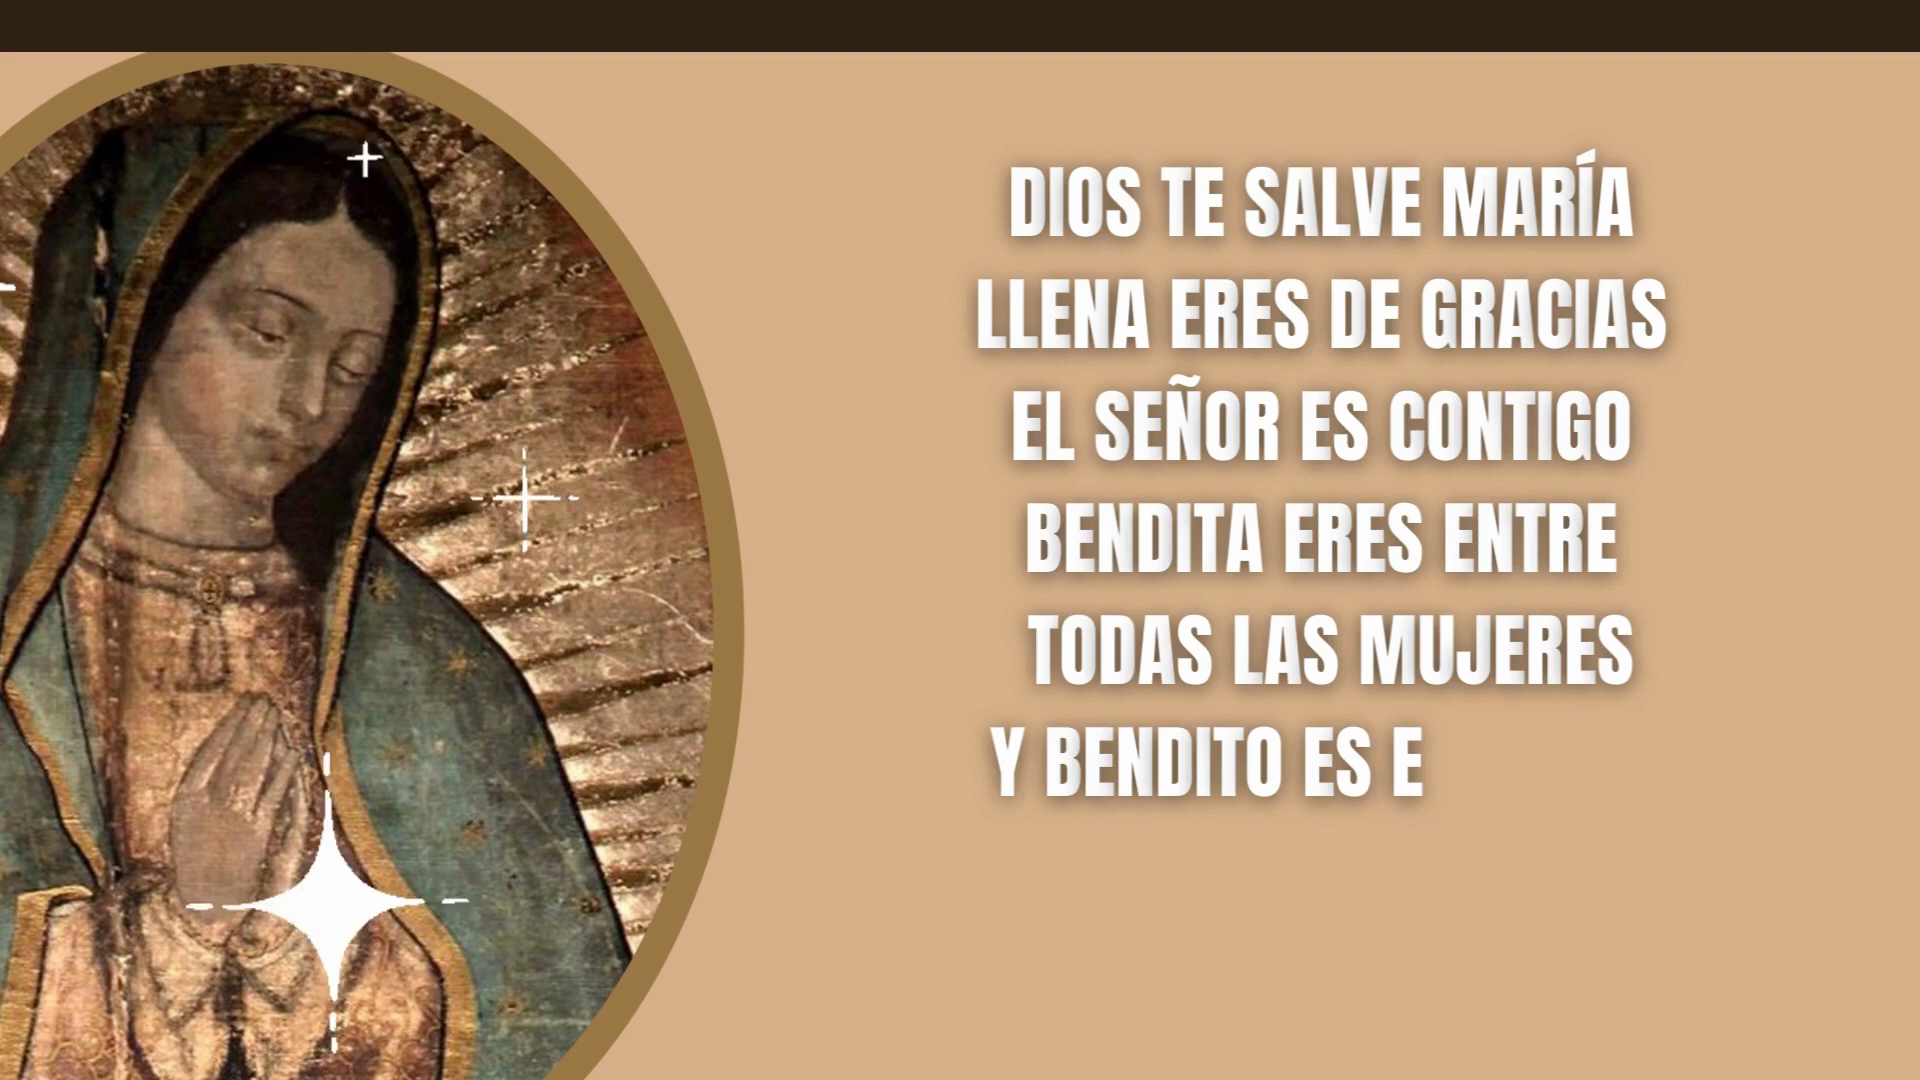 DIOS TE SALVE MARÍA
LLENA ERES DE GRACIAS
EL SEÑOR ES CONTIGO
BENDITA ERES ENTRE
TODAS LAS MUJERES
Y BENDITO ES E